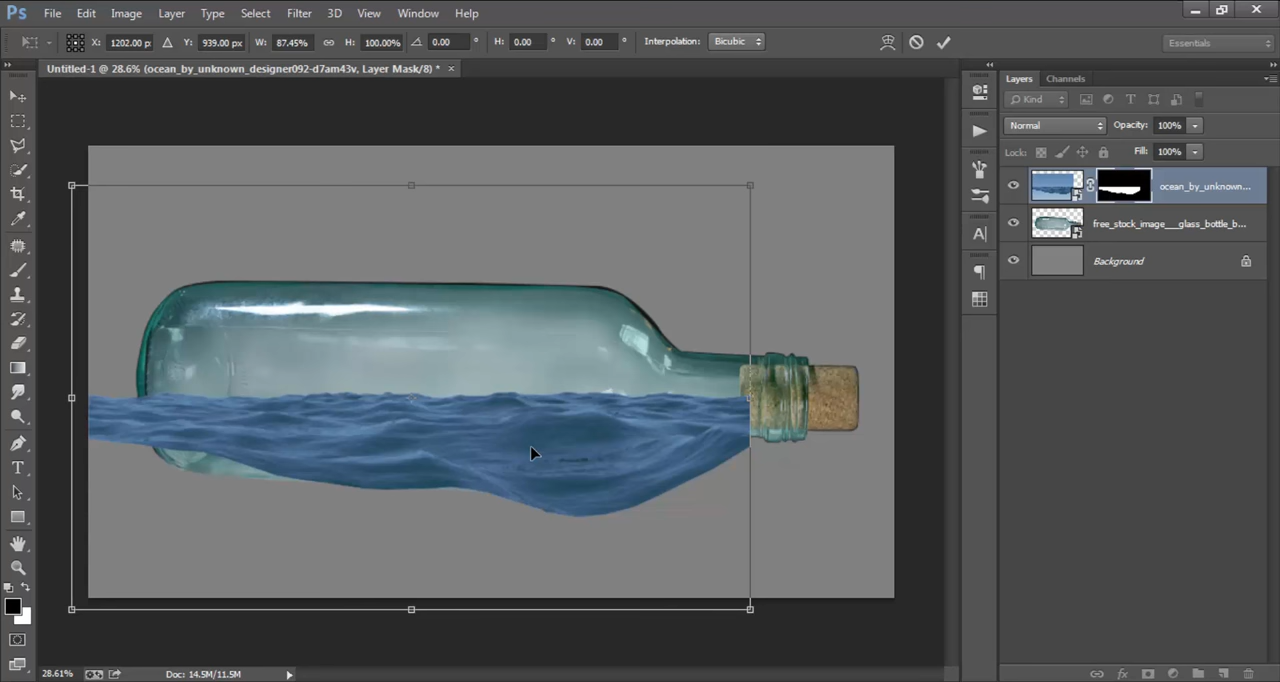 Ps File Edit Image Layer Type Select Filter 3D View Window Help
X: 1202.00 px Y: 939.00 px W: 87.45% H: 100.00% 0.00 ° H: 0.00 ° V: 0.00 ° Interpolation: Bicubic Essentials
Untitled-1 @ 28.6% (ocean_by_unknown_designer092-d7am43v, Layer Mask/8) * ×
Layers Channels
Kind
Normal Opacity: 100%
Lock: Fill: 100%
ocean_by_unknown...
free_stock_image___glass_bottle_b...
Background
28.61% Doc: 14.5M/11.5M